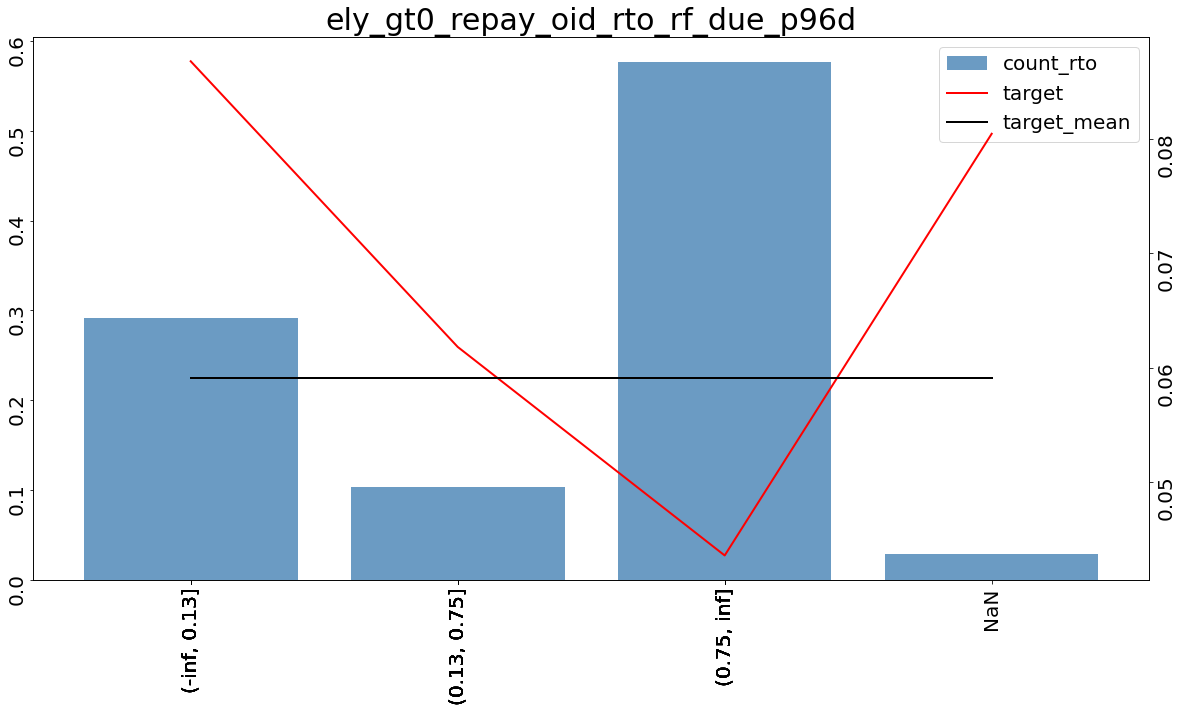 ely_gt0_repay_oid_rto_rf_due_p96d
count_rto
target
target_mean
0.6
0.5
0.4
0.3
0.2
0.1
0.0
0.08
0.07
0.06
0.05
(-inf, 0.13]
(0.13, 0.75]
(0.75, inf]
NaN